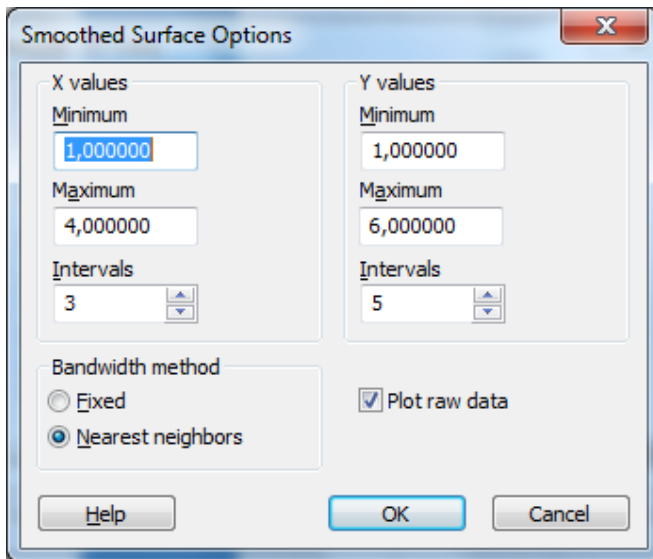 Smoothed Surface Options
X values
Minimum
1,000000
Maximum
4,000000
Intervals
3
Y values
Minimum
1,000000
Maximum
6,000000
Intervals
5
Bandwidth method
Fixed
Nearest neighbors
Plot raw data
Help
OK
Cancel